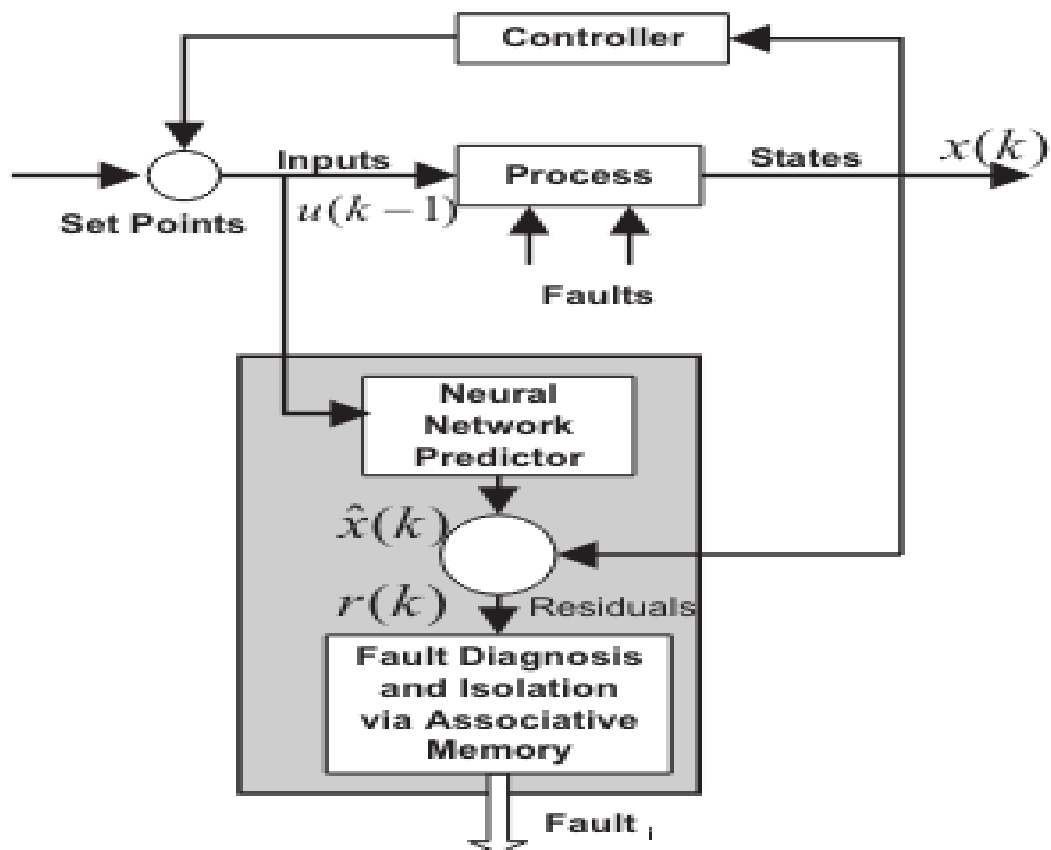 Controller
Inputs
States
x(k)
Process
Set Points
u(k − 1)
Faults
Neural
Network
Predictor
x̂(k)
r(k)
Residuals
Fault Diagnosis
and Isolation
via Associative
Memory
Fault i